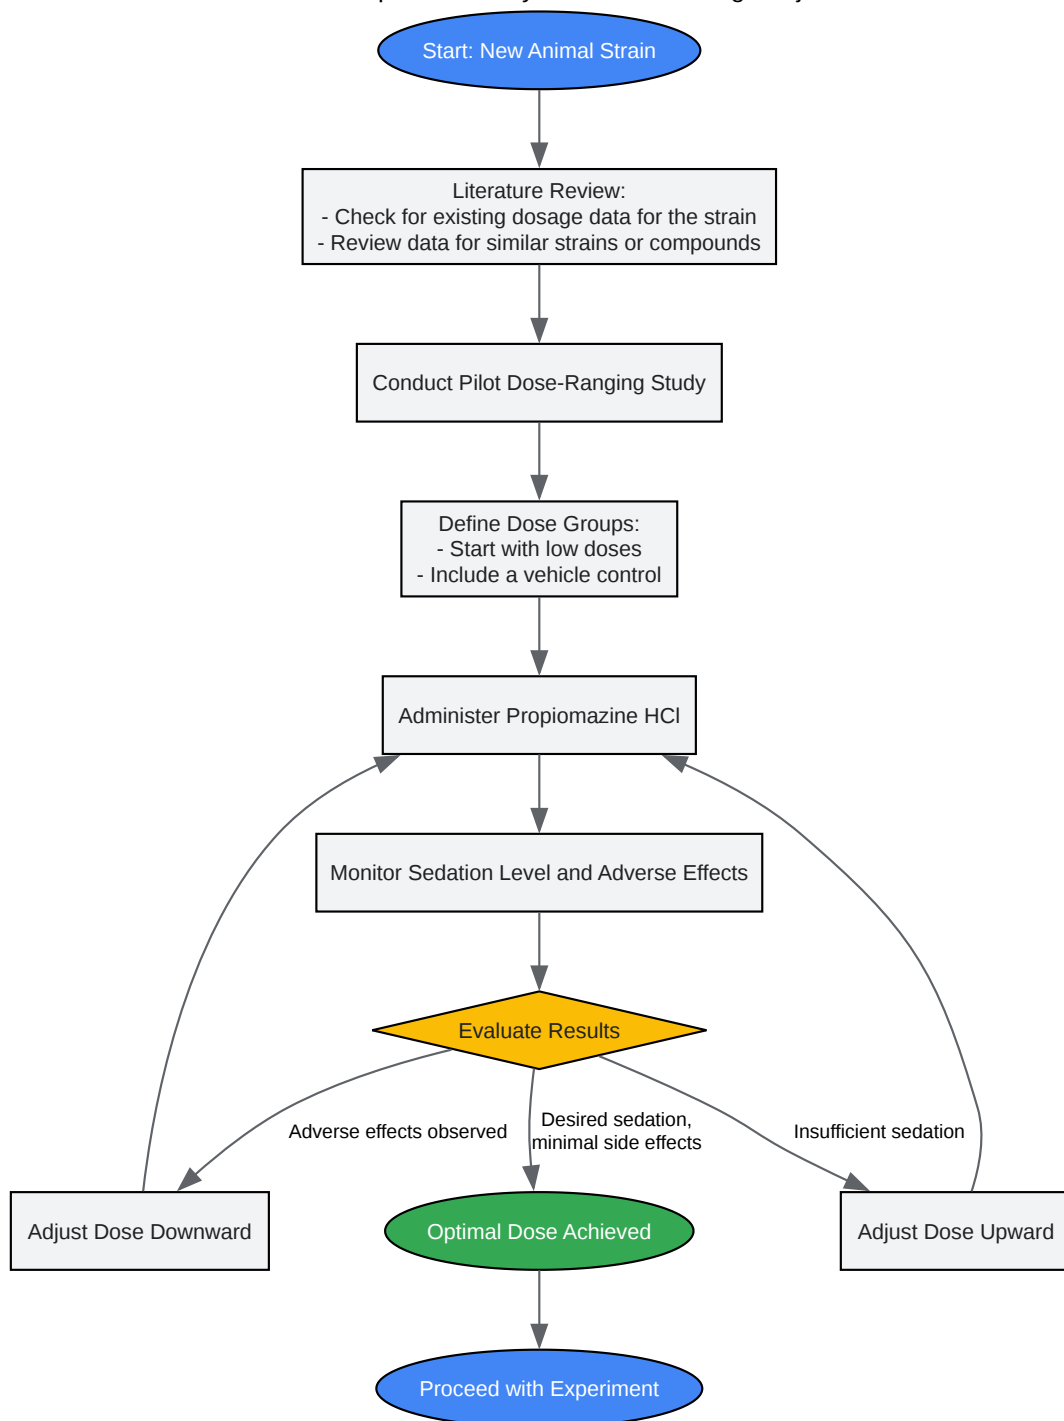 Start: New Animal Strain
Literature Review:
- Check for existing dosage data for the strain
- Review data for similar strains or compounds
Conduct Pilot Dose-Ranging Study
Define Dose Groups:
- Start with low doses
- Include a vehicle control
Administer Propiomazine HCl
Monitor Sedation Level and Adverse Effects
Evaluate Results
Adverse effects observed
Desired sedation,
minimal side effects
Insufficient sedation
Adjust Dose Downward
Optimal Dose Achieved
Adjust Dose Upward
Proceed with Experiment